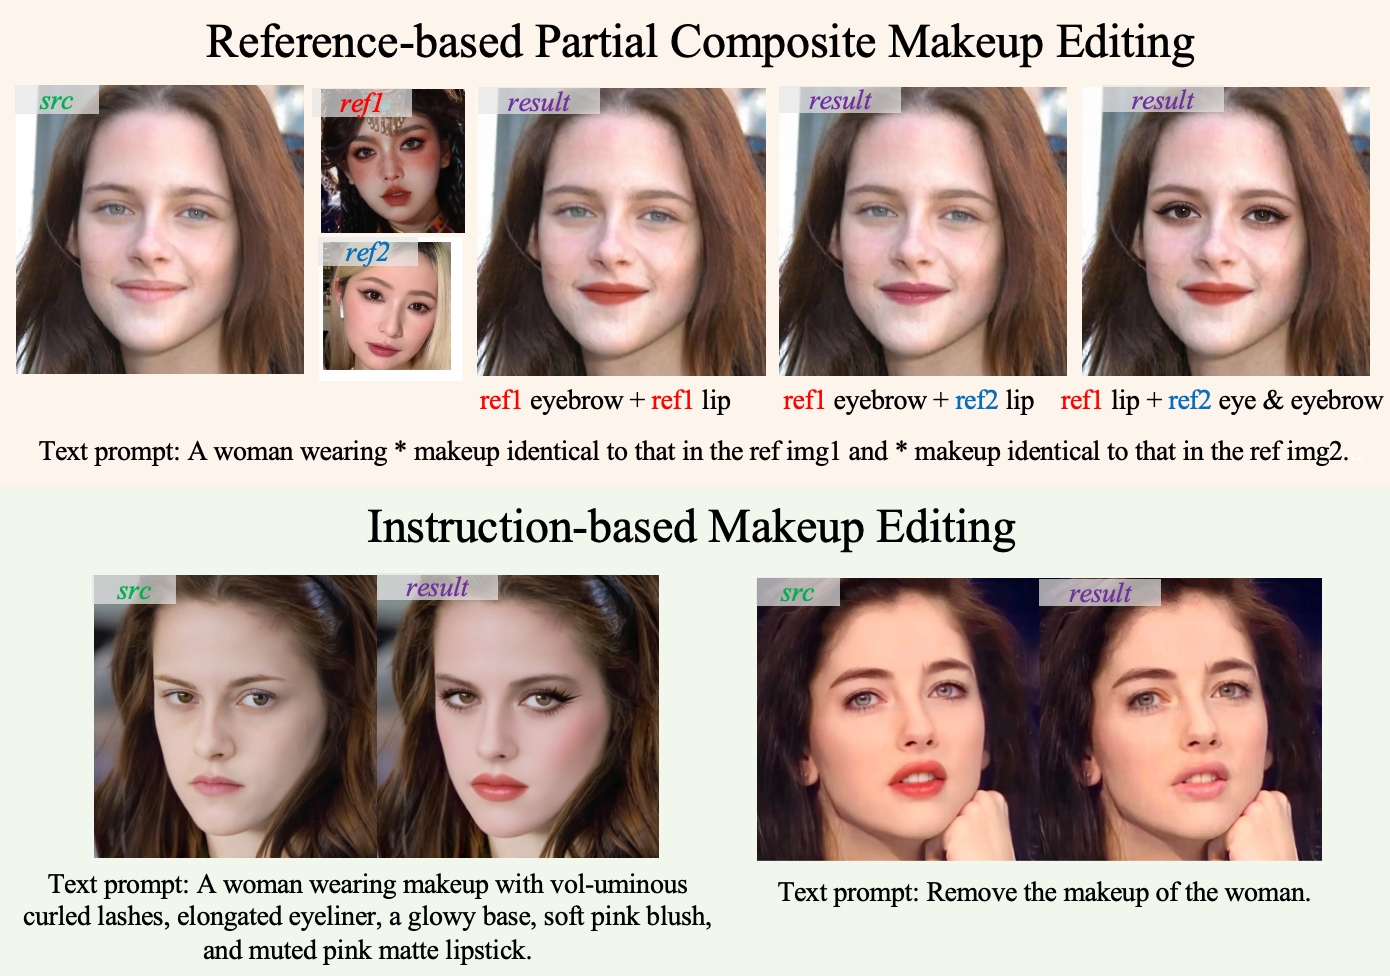 Reference-based Partial Composite Makeup Editing
src
ref1
ref2
result
result
result
ref1 eyebrow + ref1 lip
ref1 eyebrow + ref2 lip
ref1 lip + ref2 eye & eyebrow
Text prompt: A woman wearing * makeup identical to that in the ref img1 and * makeup identical to that in the ref img2.
Instruction-based Makeup Editing
src
result
Text prompt: A woman wearing makeup with vol-uminous
curled lashes, elongated eyeliner, a glowy base, soft pink blush,
and muted pink matte lipstick.
src
result
Text prompt: Remove the makeup of the woman.